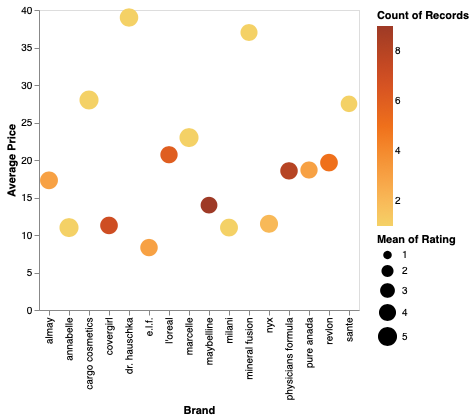 40
35
30
25
20
15
10
5
0
Average Price
almay
annabelle
cargo cosmetics
covergirl
dr. hauschka
e.l.f.
l'oreal
marcelle
maybelline
milani
mineral fusion
nyx
physicians formula
pure anada
revlon
sante
Brand
Count of Records
8
6
4
2
Mean of Rating
1
2
3
4
5